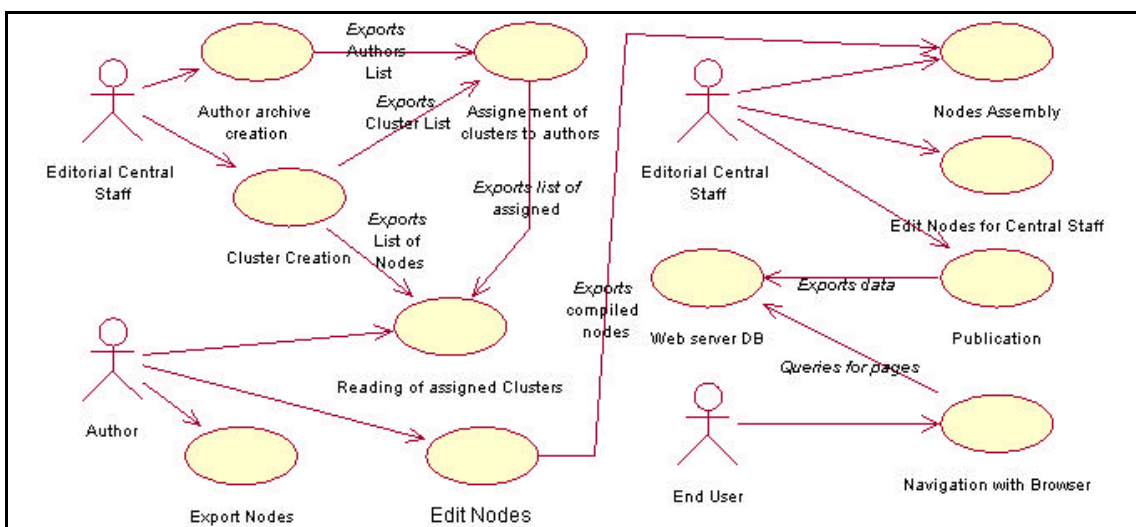 Exports
Authors
List
Author archive
creation
Exports
Cluster List
Assignement of
clusters to authors
Editorial Central
Staff
Exports list of
assigned
Cluster Creation
Exports
List of
Nodes
Reading of assigned Clusters
Author
Export Nodes
Edit Nodes
Exports
compiled
nodes
Nodes Assembly
Editorial Central
Staff
Edit Nodes for Central Staff
Web server DB
Exports data
Publication
Queries for pages
End User
Navigation with Browser